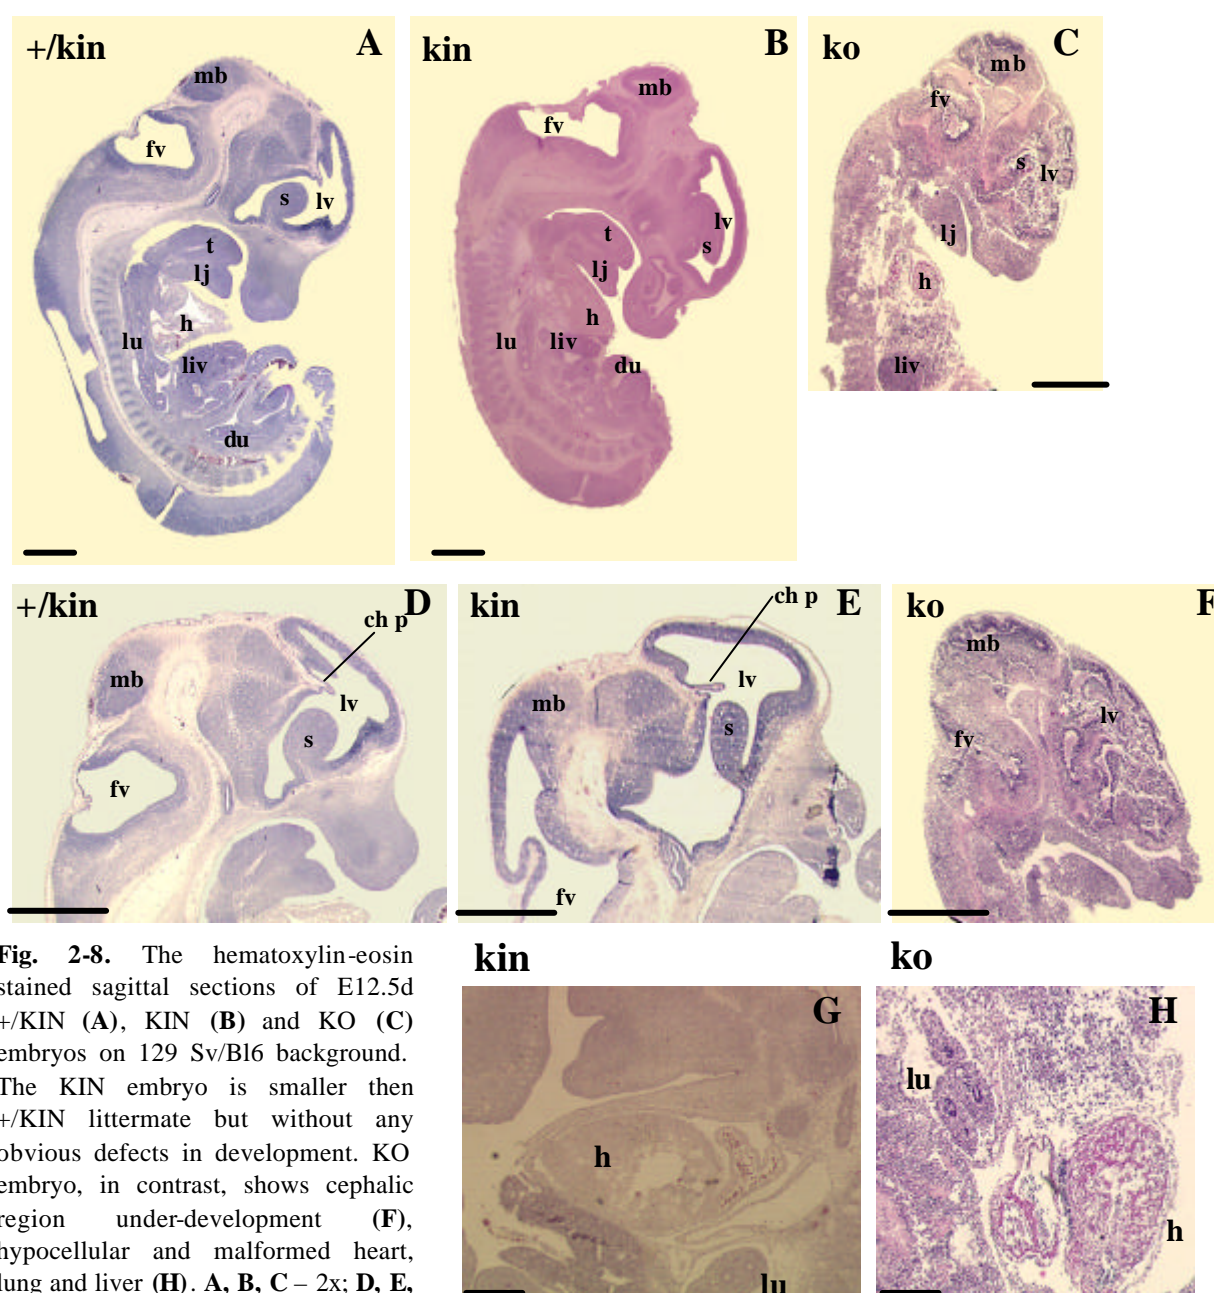 +/kin A
mb
fv
s
lv
t
lj
h
lu
liv
du
kin B
mb
fv
lv
t
s
lj
h
lu
liv
du
ko C
mb
fv
s
lv
lj
h
liv
+/kin D
ch p
mb
lv
s
fv
kin E
ch p
lv
mb
s
fv
ko F
mb
lv
fv
Fig. 2-8. The hematoxylin-eosin
stained sagittal sections of E12.5d
+/KIN (A), KIN (B) and KO (C)
embryos on 129 Sv/Bl6 background.
The KIN embryo is smaller then
+/KIN littermate but without any
obvious defects in development. KO
embryo, in contrast, shows cephalic
region under-development (F),
hypocellular and malformed heart,
lung and liver (H). A, B, C – 2x; D, E,
kin
G
h
lu
ko
H
lu
h